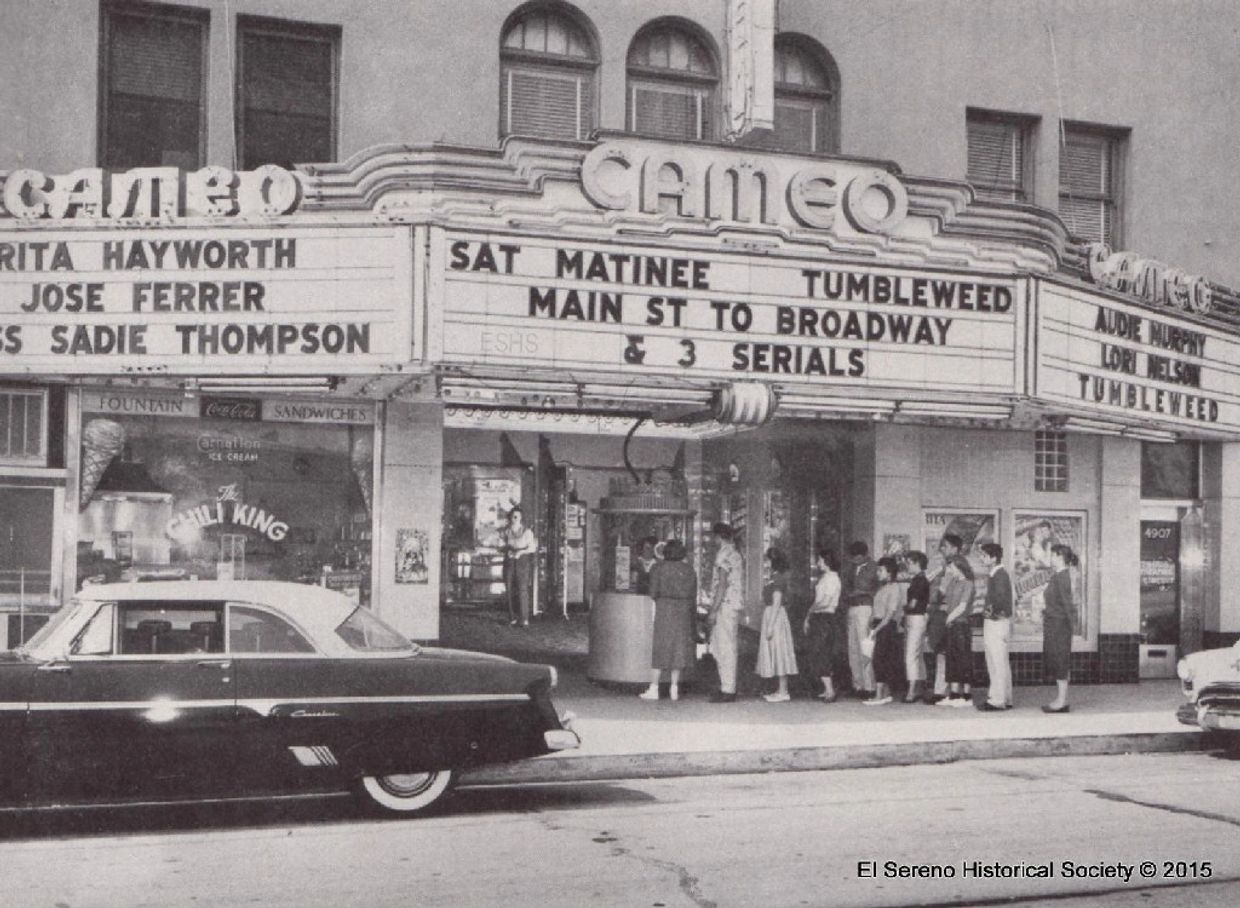 CAMEO
RITA HAYWORTH
JOSE FERRER
SS SADIE THOMPSON
CAMEO
SAT MATINEE TUMBLEWEED
MAIN ST TO BROADWAY
& 3 SERIALS
ESHS
CAMEO
AUDIE MURPHY
LORI NELSON
TUMBLEWEED
FOUNTAIN
Coca-Cola
SANDWICHES
Carnation
ICE CREAM
The
CHILI KING
4907
El Sereno Historical Society © 2015